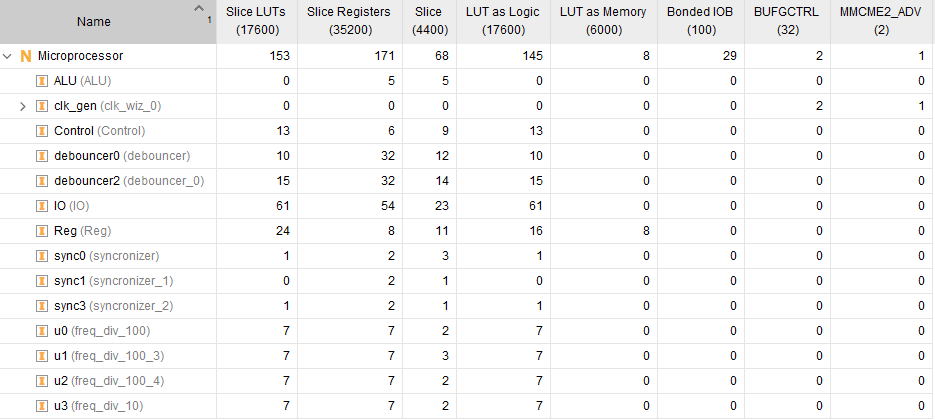 Name 1 Slice LUTs (17600) Slice Registers (35200) Slice (4400) LUT as Logic (17600) LUT as Memory (6000) Bonded IOB (100) BUFGCTRL (32) MMCME2_ADV (2)
N Microprocessor 153 171 68 145 8 29 2 1
ALU (ALU) 0 5 5 0 0 0 0 0
clk_gen (clk_wiz_0) 0 0 0 0 0 0 2 1
Control (Control) 13 6 9 13 0 0 0 0
debouncer0 (debouncer) 10 32 12 10 0 0 0 0
debouncer2 (debouncer_0) 15 32 14 15 0 0 0 0
IO (IO) 61 54 23 61 0 0 0 0
Reg (Reg) 24 8 11 16 8 0 0 0
sync0 (syncronizer) 1 2 3 1 0 0 0 0
sync1 (syncronizer_1) 0 2 1 0 0 0 0 0
sync3 (syncronizer_2) 1 2 1 1 0 0 0 0
u0 (freq_div_100) 7 7 2 7 0 0 0 0
u1 (freq_div_100_3) 7 7 3 7 0 0 0 0
u2 (freq_div_100_4) 7 7 2 7 0 0 0 0
u3 (freq_div_10) 7 7 2 7 0 0 0 0